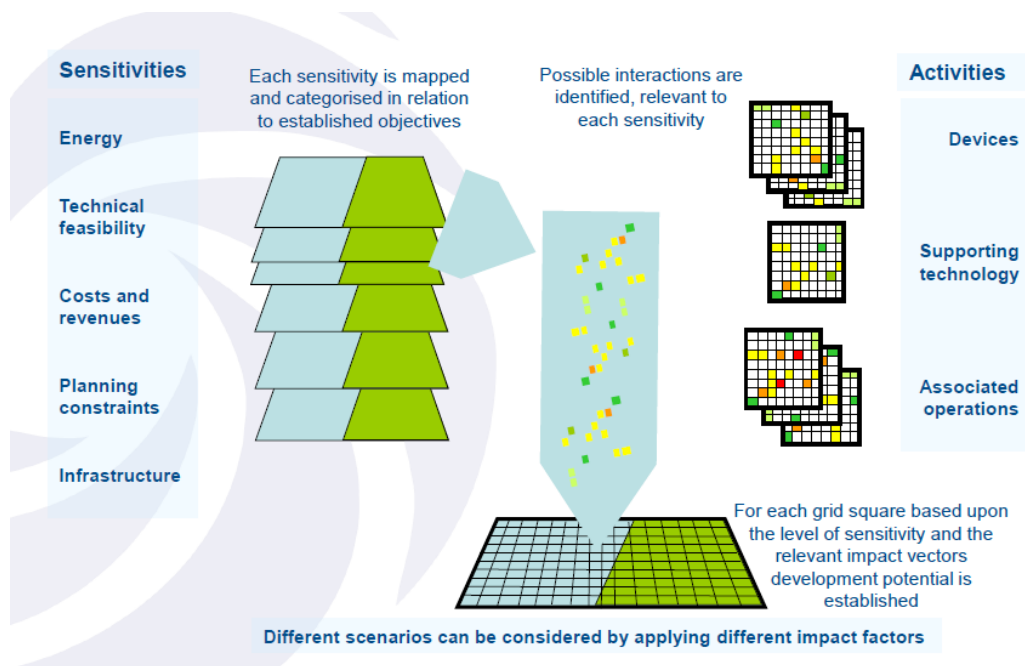 Sensitivities
Energy
Technical
feasibility
Costs and
revenues
Planning
constraints
Infrastructure
Each sensitivity is mapped
and categorised in relation
to established objectives
Possible interactions are
identified, relevant to
each sensitivity
Activities
Devices
Supporting
technology
Associated
operations
For each grid square based upon
the level of sensitivity and the
relevant impact vectors
development potential is
established
Different scenarios can be considered by applying different impact factors